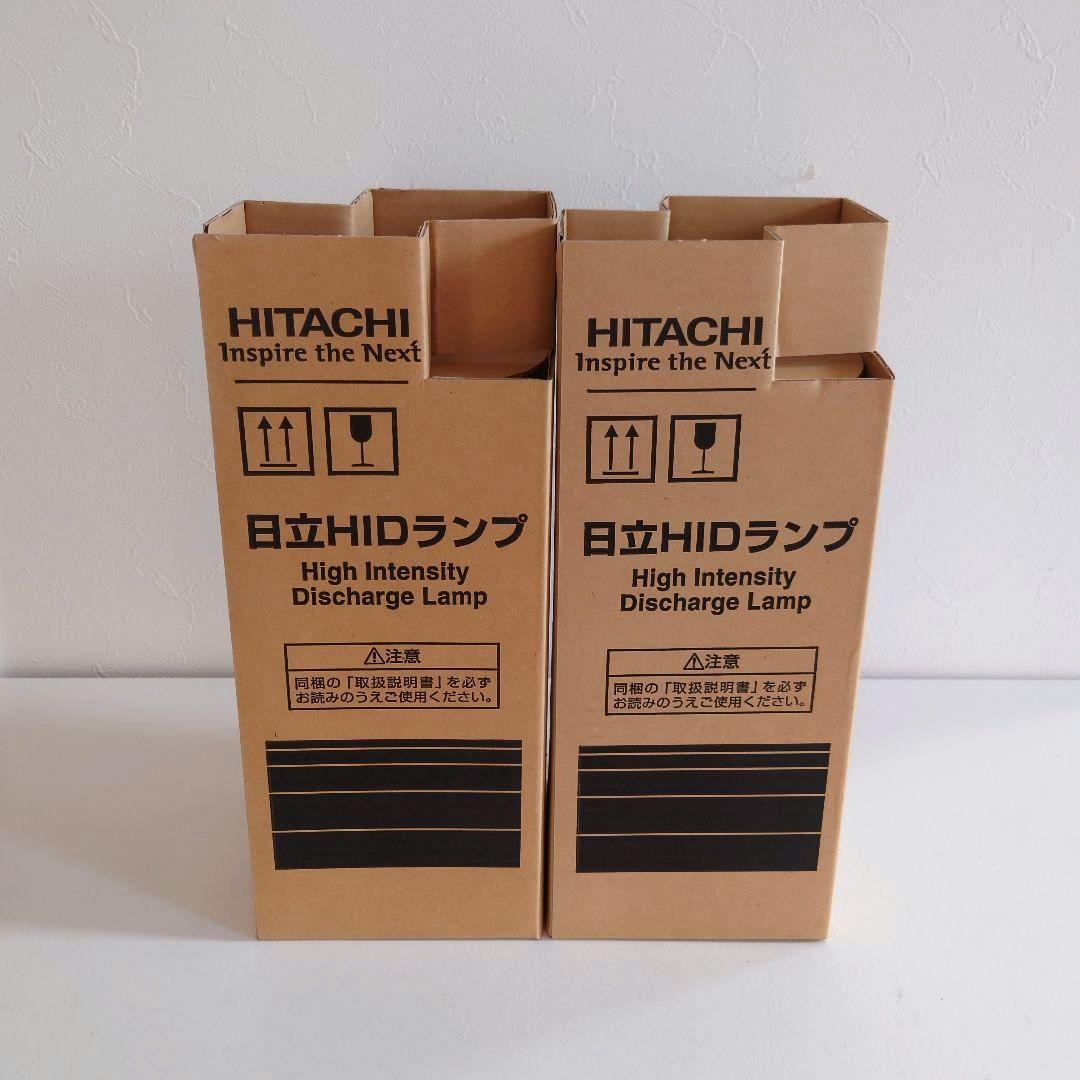 HITACHI
Inspire the Next
日立HIDランプ
High Intensity
Discharge Lamp
⚠注意
同梱の「取扱説明書」を必ず
お読みのうえご使用ください。
HITACHI
Inspire the Next
日立HIDランプ
High Intensity
Discharge Lamp
⚠注意
同梱の「取扱説明書」を必ず
お読みのうえご使用ください。